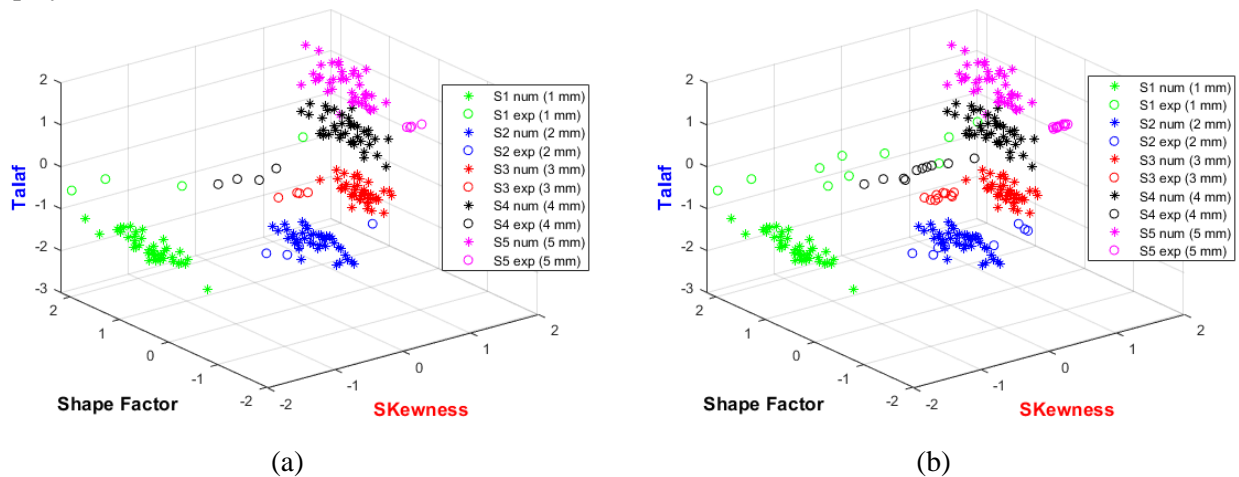 2
1
0
-1
-2
-3
Talaf
2
1
0
-1
-2
Shape Factor
-2
-1
0
1
2
SKewness
S1 num (1 mm)
S1 exp (1 mm)
S2 num (2 mm)
S2 exp (2 mm)
S3 num (3 mm)
S3 exp (3 mm)
S4 num (4 mm)
S4 exp (4 mm)
S5 num (5 mm)
S5 exp (5 mm)
(a)
2
1
0
-1
-2
-3
Talaf
2
1
0
-1
-2
Shape Factor
-2
-1
0
1
2
SKewness
S1 num (1 mm)
S1 exp (1 mm)
S2 num (2 mm)
S2 exp (2 mm)
S3 num (3 mm)
S3 exp (3 mm)
S4 num (4 mm)
S4 exp (4 mm)
S5 num (5 mm)
S5 exp (5 mm)
(b)